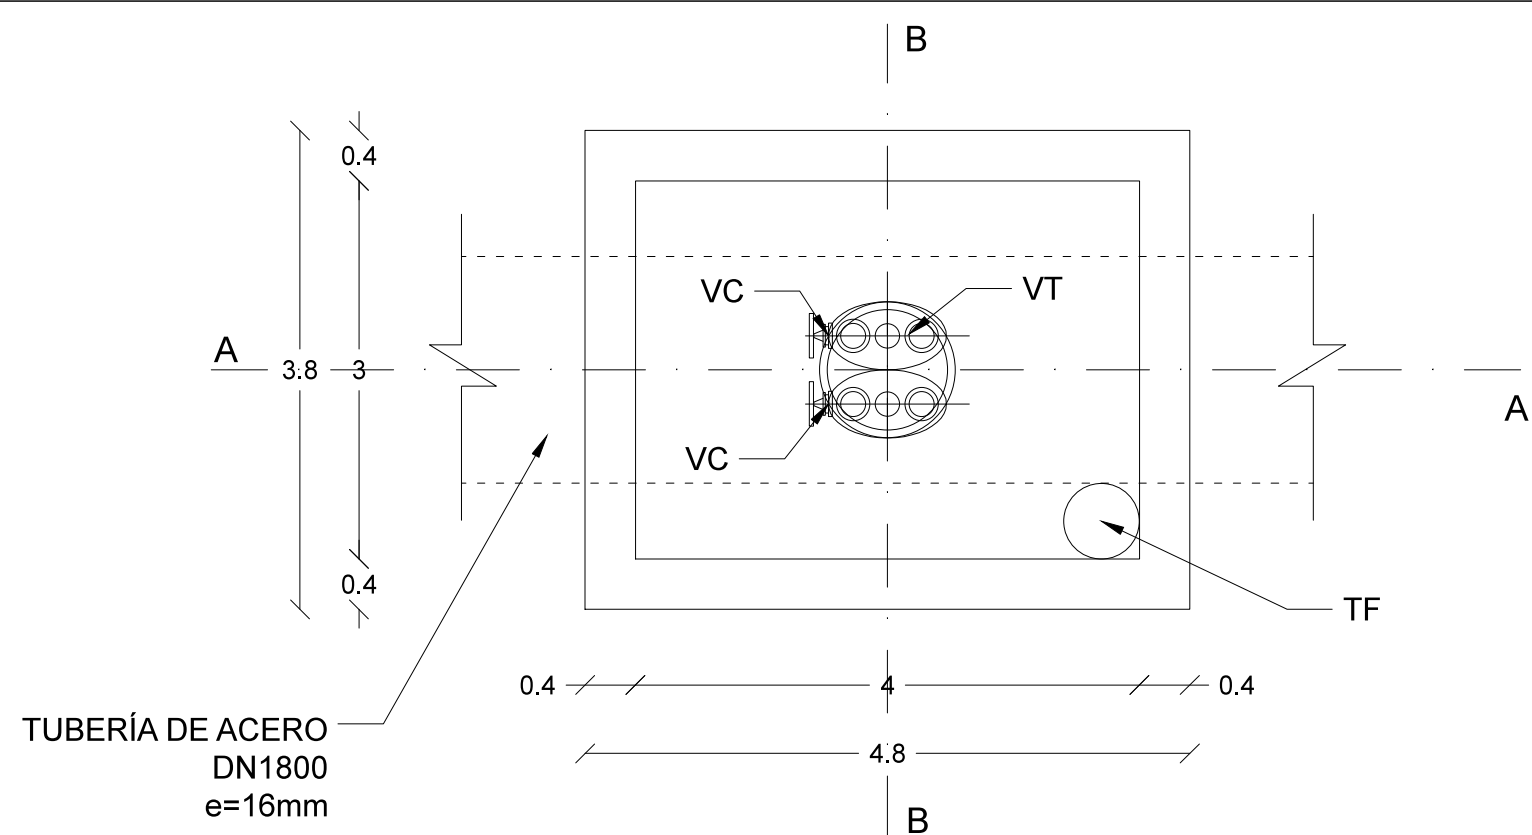 B
0.4
VC
VT
A
3.8
3
A
VC
0.4
TF
0.4
4
0.4
TUBERÍA DE ACERO
DN1800
e=16mm
4.8
B